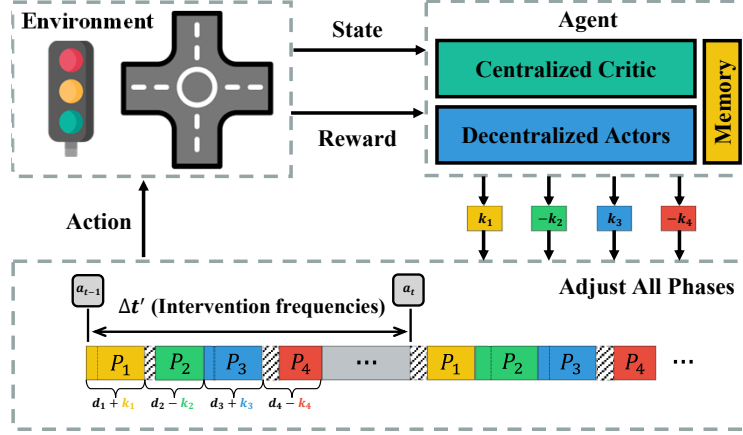 Environment
State
Reward
Agent
Centralized Critic
Decentralized Actors
Memory
Action
k₁
−k₂
k₃
−k₄
Adjust All Phases
aₜ₋₁
aₜ
Δt′ (Intervention frequencies)
P₁ P₂ P₃ P₄ ... P₁ P₂ P₃ P₄ ...
d₁ + k₁ d₂ − k₂ d₃ + k₃ d₄ − k₄